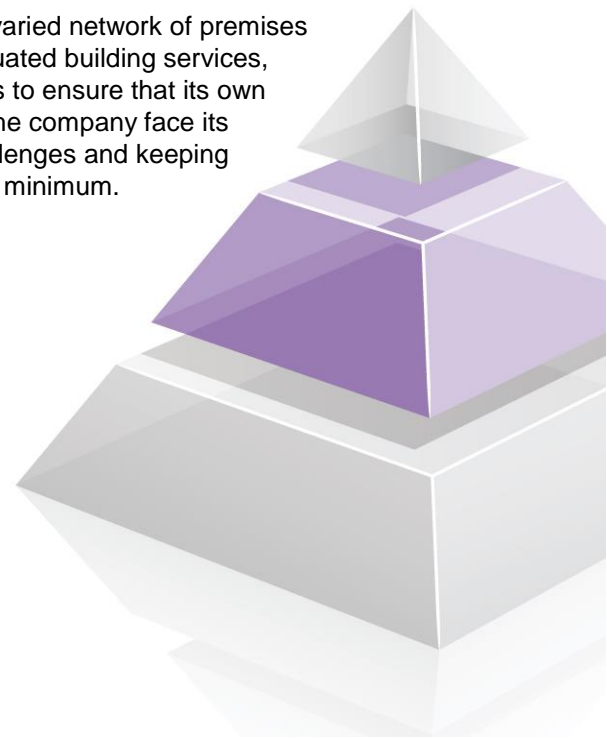 varied network of premises
uated building services,
s to ensure that its own
ne company face its
lenges and keeping
minimum.